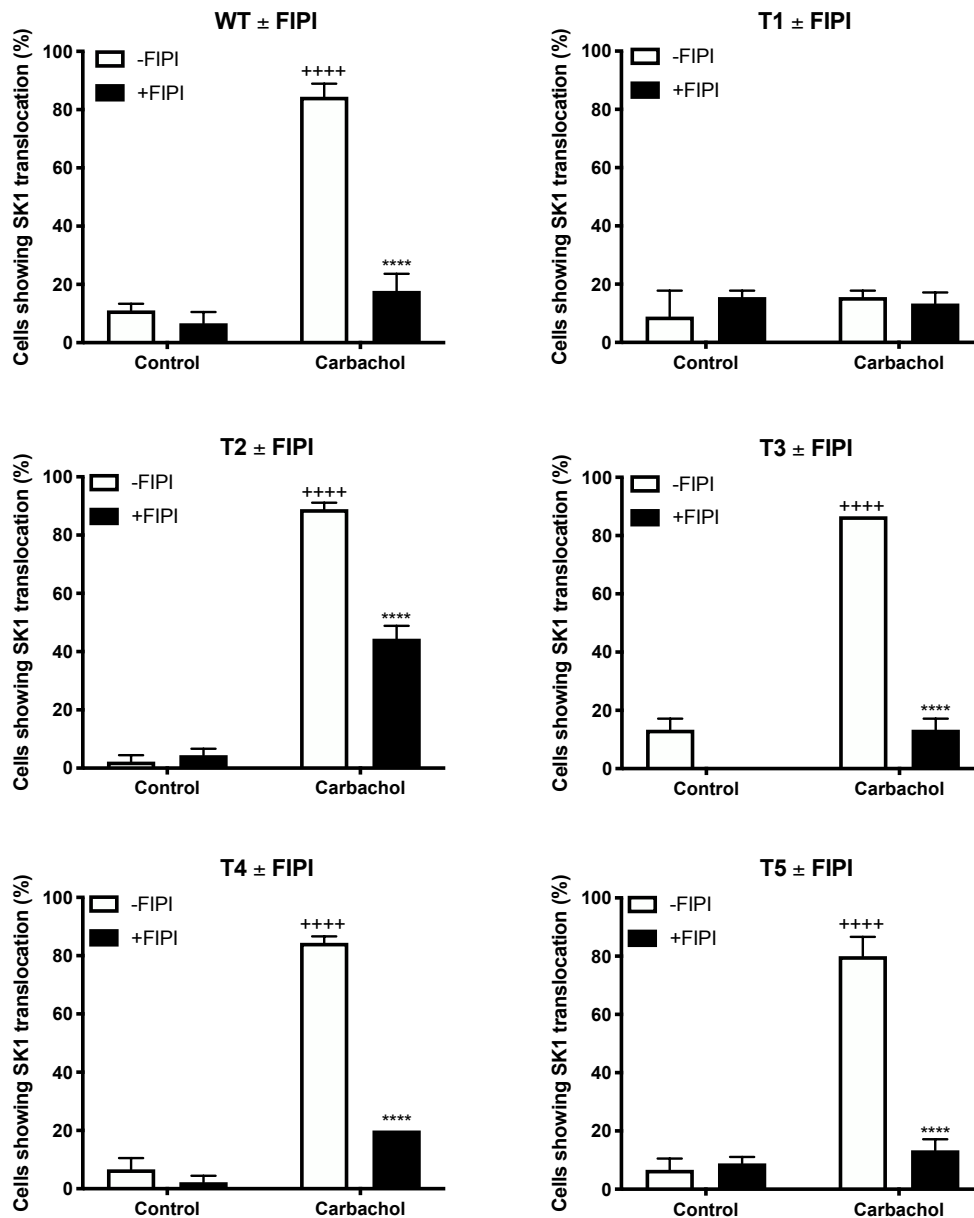 WT ± FIPI
Cells showing SK1 translocation (%)
100
80
60
40
20
0
-FIPI
+FIPI
++++
****
Control
Carbachol
T1 ± FIPI
Cells showing SK1 translocation (%)
100
80
60
40
20
0
-FIPI
+FIPI
Control
Carbachol
T2 ± FIPI
Cells showing SK1 translocation (%)
100
80
60
40
20
0
-FIPI
+FIPI
++++
****
Control
Carbachol
T3 ± FIPI
Cells showing SK1 translocation (%)
100
80
60
40
20
0
-FIPI
+FIPI
++++
****
Control
Carbachol
T4 ± FIPI
Cells showing SK1 translocation (%)
100
80
60
40
20
0
-FIPI
+FIPI
++++
****
Control
Carbachol
T5 ± FIPI
Cells showing SK1 translocation (%)
100
80
60
40
20
0
-FIPI
+FIPI
++++
****
Control
Carbachol